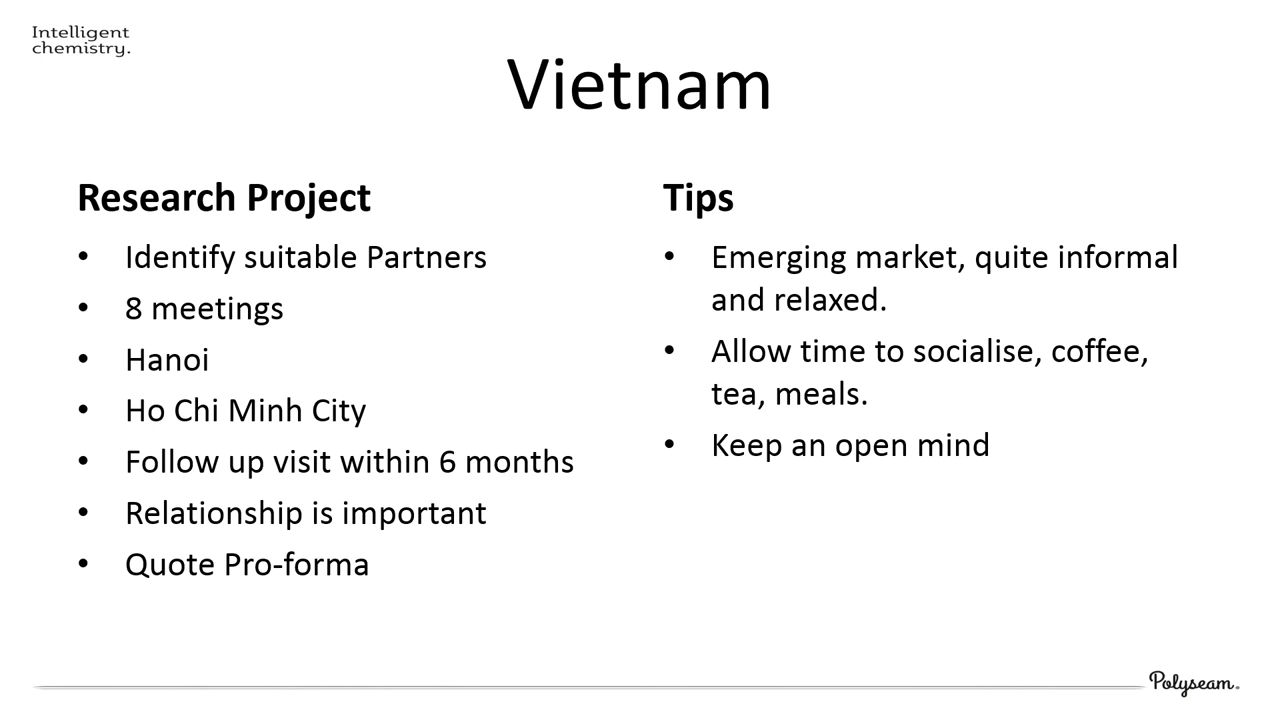 Intelligent
chemistry.
Vietnam
Research Project
• Identify suitable Partners
• 8 meetings
• Hanoi
• Ho Chi Minh City
• Follow up visit within 6 months
• Relationship is important
• Quote Pro-forma
Tips
• Emerging market, quite informal
and relaxed.
• Allow time to socialise, coffee,
tea, meals.
• Keep an open mind
Polyseam.